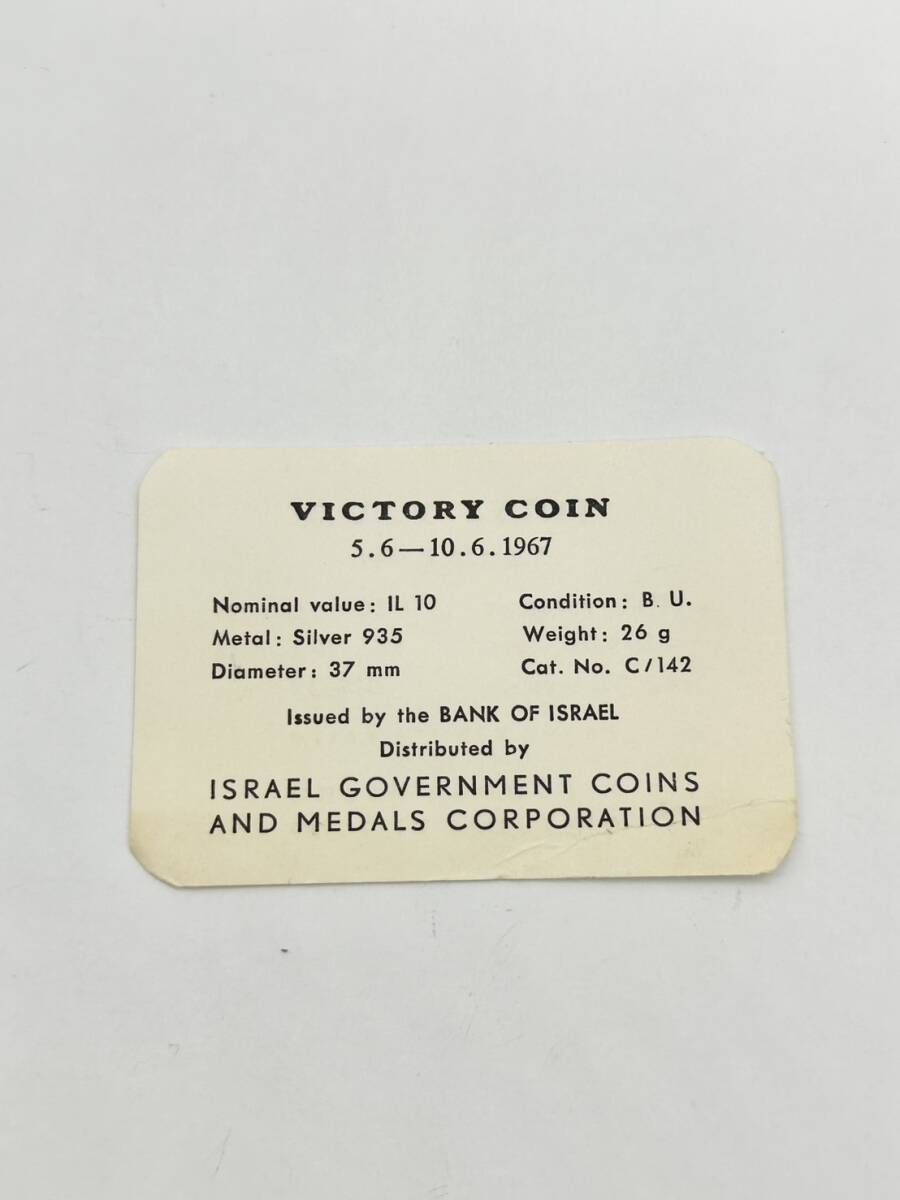 VICTORY COIN
5.6—10.6.1967
Nominal value: IL 10 Condition: B. U.
Metal: Silver 935 Weight: 26 g
Diameter: 37 mm Cat. No. C/142
Issued by the BANK OF ISRAEL
Distributed by
ISRAEL GOVERNMENT COINS
AND MEDALS CORPORATION